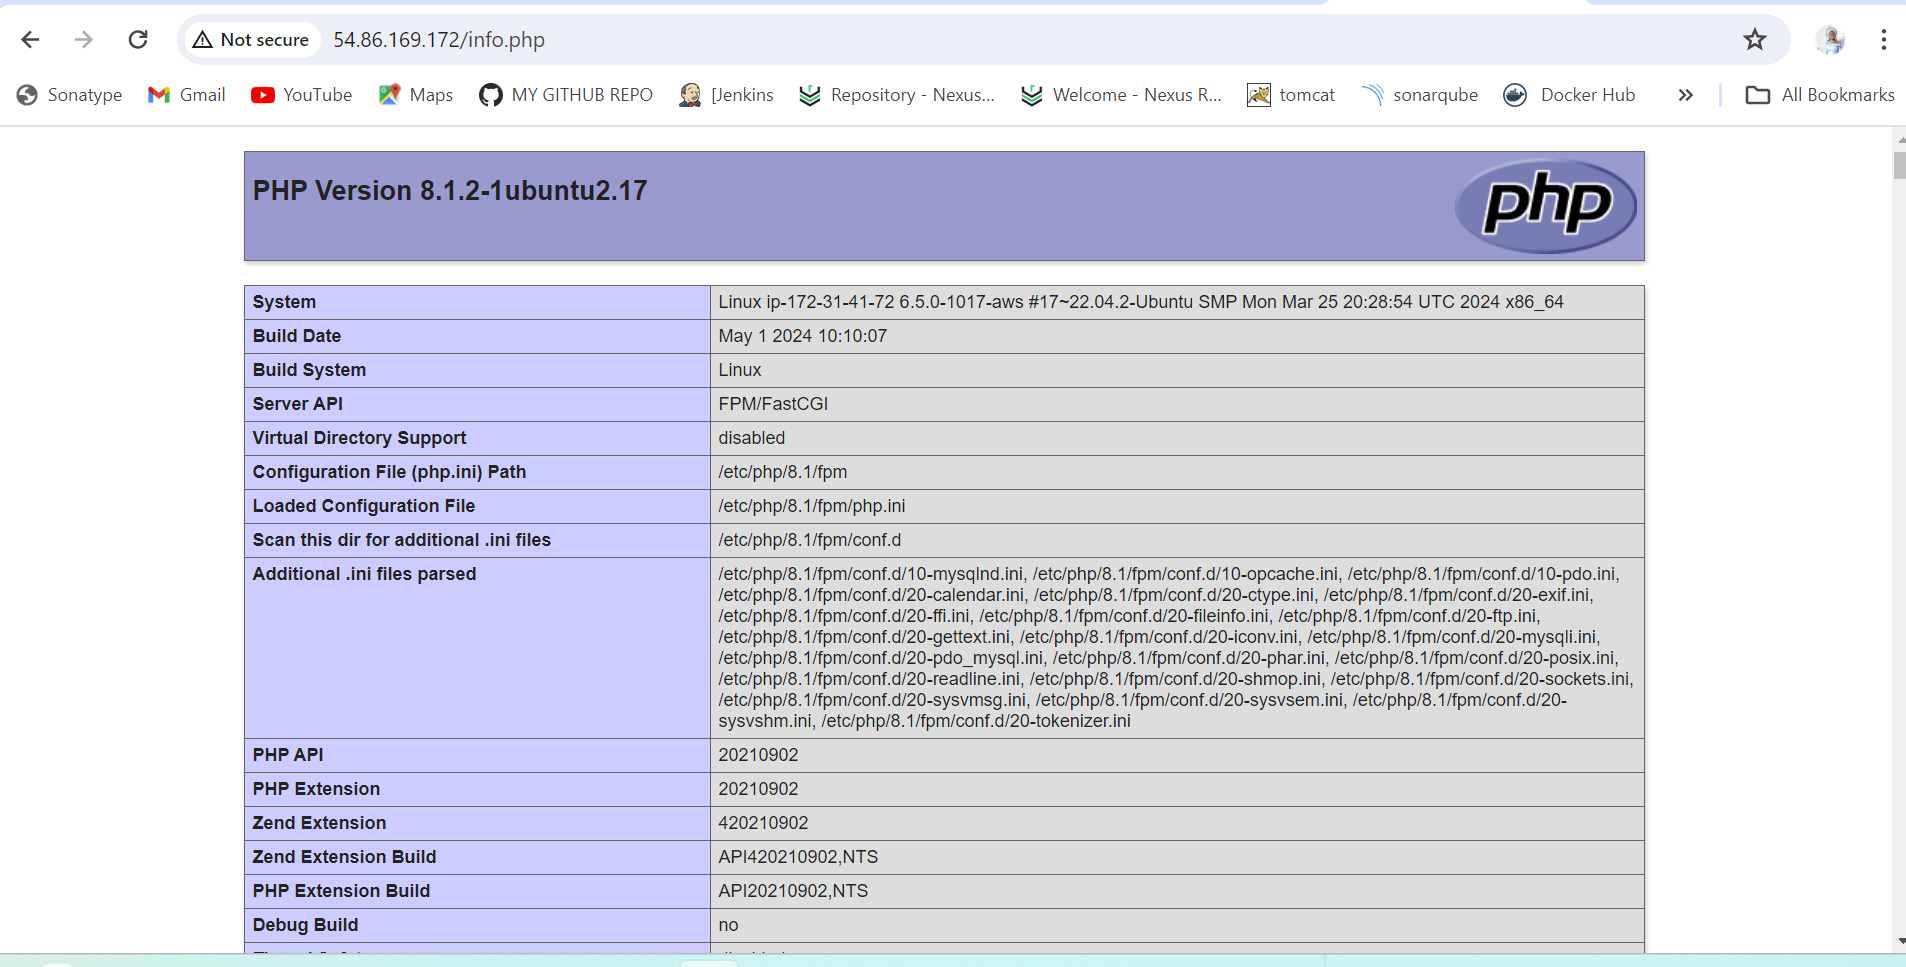 Not secure 54.86.169.172/info.php
Sonatype Gmail YouTube Maps MY GITHUB REPO [Jenkins Repository - Nexus... Welcome - Nexus R... tomcat sonarqube Docker Hub » All Bookmarks
PHP Version 8.1.2-1ubuntu2.17
php
System Linux ip-172-31-41-72 6.5.0-1017-aws #17~22.04.2-Ubuntu SMP Mon Mar 25 20:28:54 UTC 2024 x86_64
Build Date May 1 2024 10:10:07
Build System Linux
Server API FPM/FastCGI
Virtual Directory Support disabled
Configuration File (php.ini) Path /etc/php/8.1/fpm
Loaded Configuration File /etc/php/8.1/fpm/php.ini
Scan this dir for additional .ini files /etc/php/8.1/fpm/conf.d
Additional .ini files parsed /etc/php/8.1/fpm/conf.d/10-mysqlnd.ini, /etc/php/8.1/fpm/conf.d/10-opcache.ini, /etc/php/8.1/fpm/conf.d/10-pdo.ini,
/etc/php/8.1/fpm/conf.d/20-calendar.ini, /etc/php/8.1/fpm/conf.d/20-ctype.ini, /etc/php/8.1/fpm/conf.d/20-exif.ini,
/etc/php/8.1/fpm/conf.d/20-ffi.ini, /etc/php/8.1/fpm/conf.d/20-fileinfo.ini, /etc/php/8.1/fpm/conf.d/20-ftp.ini,
/etc/php/8.1/fpm/conf.d/20-gettext.ini, /etc/php/8.1/fpm/conf.d/20-iconv.ini, /etc/php/8.1/fpm/conf.d/20-mysqli.ini,
/etc/php/8.1/fpm/conf.d/20-pdo_mysql.ini, /etc/php/8.1/fpm/conf.d/20-phar.ini, /etc/php/8.1/fpm/conf.d/20-posix.ini,
/etc/php/8.1/fpm/conf.d/20-readline.ini, /etc/php/8.1/fpm/conf.d/20-shmop.ini, /etc/php/8.1/fpm/conf.d/20-sockets.ini,
/etc/php/8.1/fpm/conf.d/20-sysvmsg.ini, /etc/php/8.1/fpm/conf.d/20-sysvsem.ini, /etc/php/8.1/fpm/conf.d/20-
sysvshm.ini, /etc/php/8.1/fpm/conf.d/20-tokenizer.ini
PHP API 20210902
PHP Extension 20210902
Zend Extension 420210902
Zend Extension Build API420210902,NTS
PHP Extension Build API20210902,NTS
Debug Build no